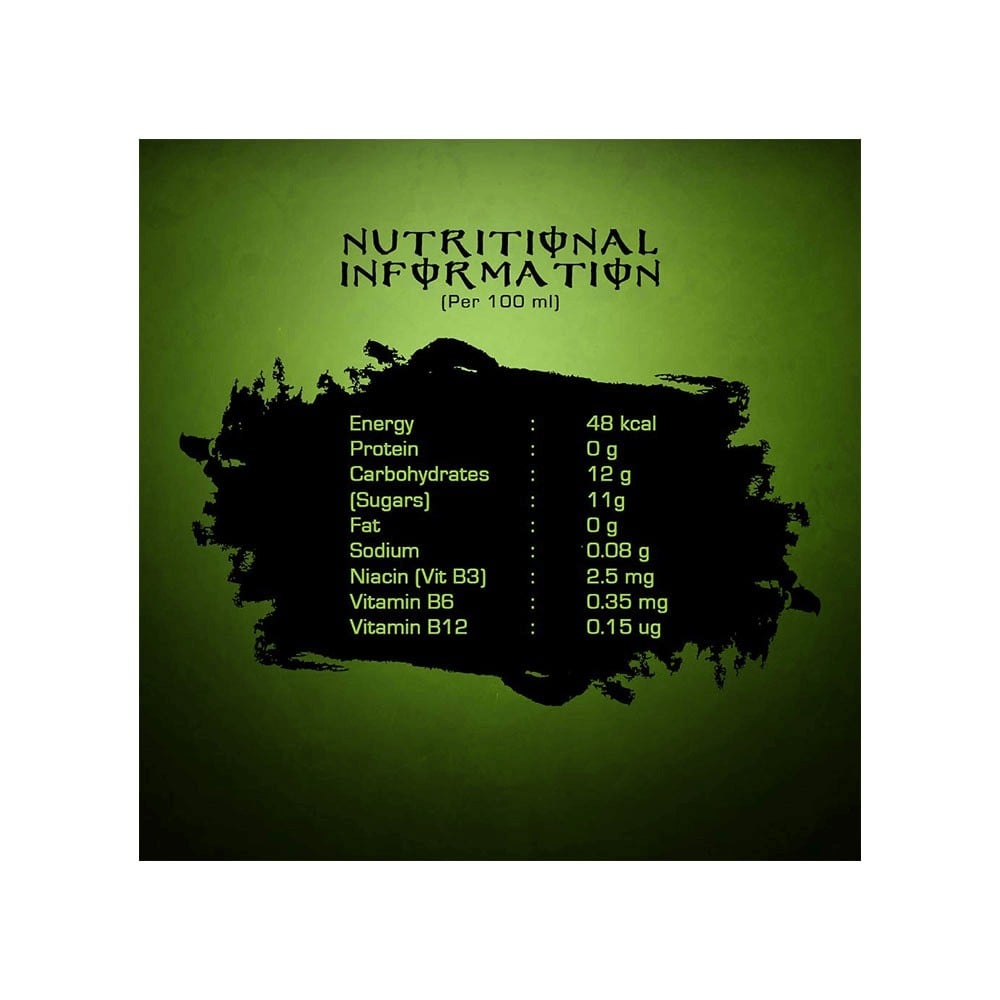 NUTRITIONAL
INFORMATION
(Per 100 ml)
Energy : 48 kcal
Protein : 0 g
Carbohydrates : 12 g
(Sugars) : 11g
Fat : 0 g
Sodium : 0.08 g
Niacin (Vit B3) : 2.5 mg
Vitamin B6 : 0.35 mg
Vitamin B12 : 0.15 ug